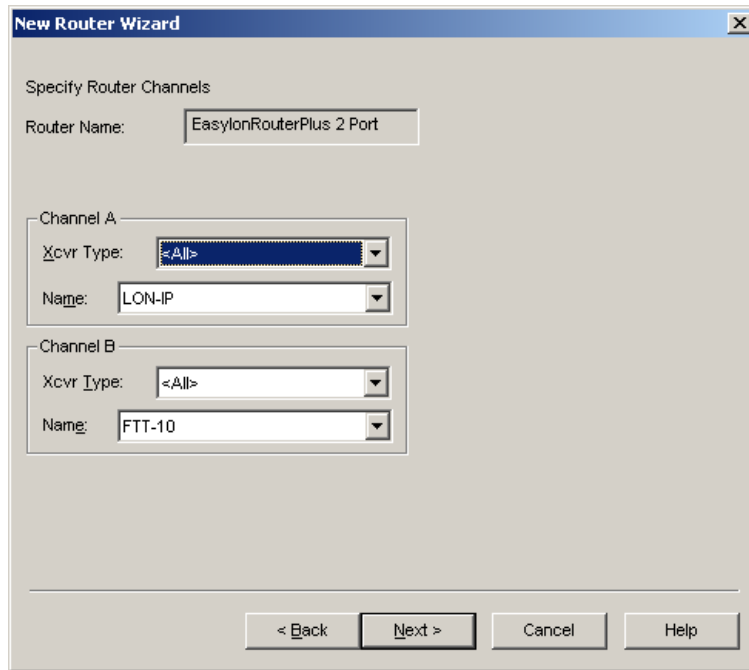 New Router Wizard
Specify Router Channels
Router Name: EasylonRouterPlus 2 Port
Channel A
Xcvr Type: <All>
Name: LON-IP
Channel B
Xcvr Type: <All>
Name: FTT-10
< Back Next > Cancel Help